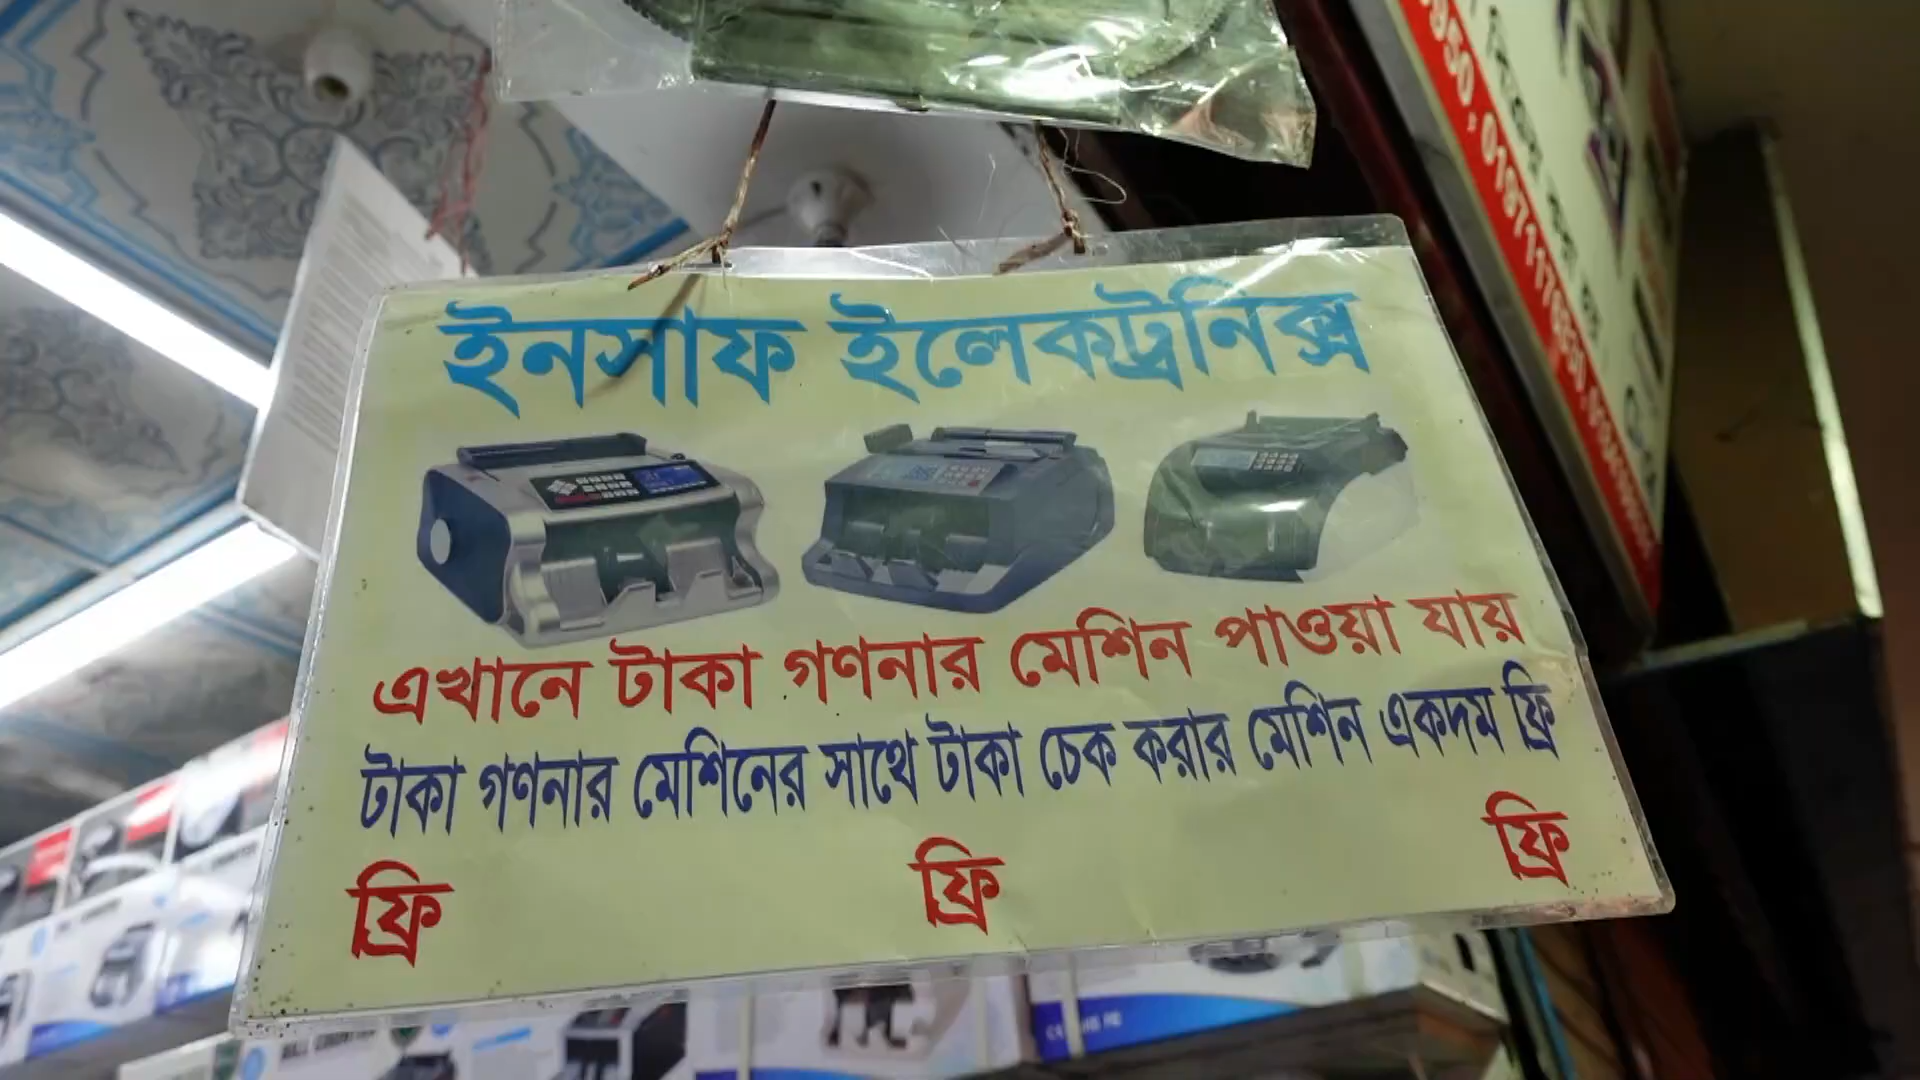 ইনসাফ ইলেকট্রনিক্স
এখানে টাকা গণনার মেশিন পাওয়া যায়
টাকা গণনার মেশিনের সাথে টাকা চেক করার মেশিন একদম ফ্রি
ফ্রি ফ্রি ফ্রি